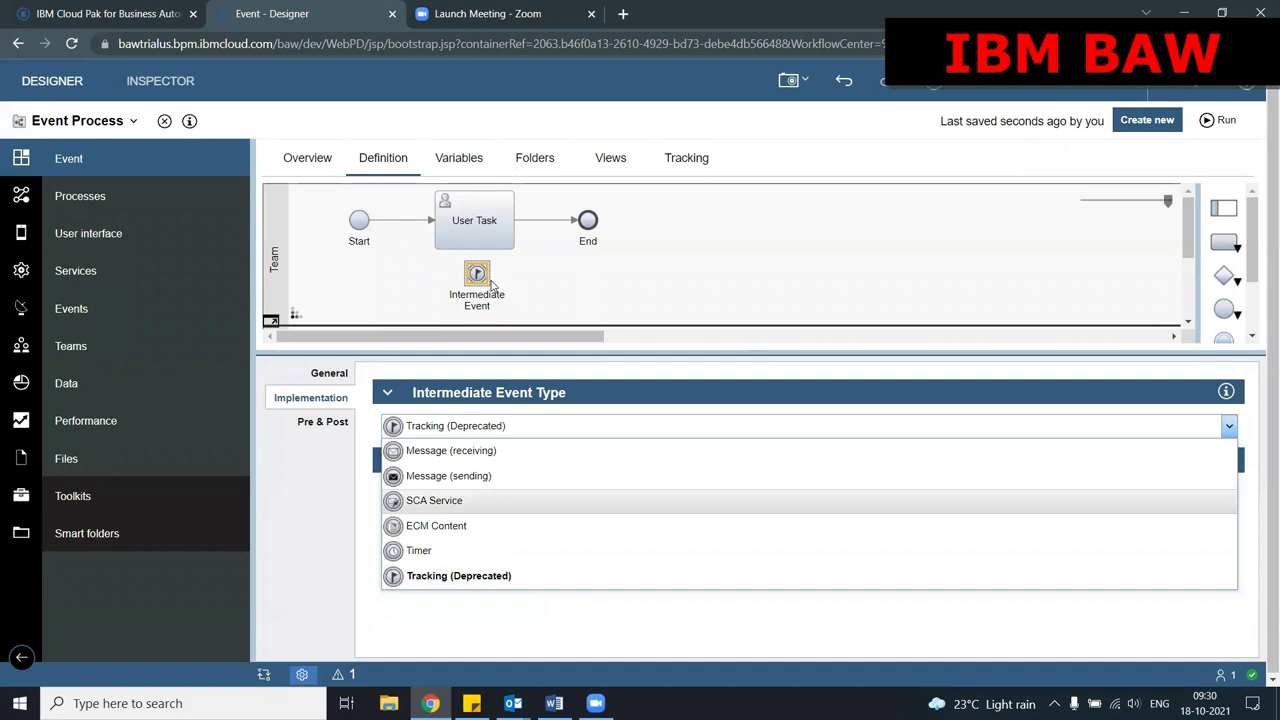 IBM Cloud Pak for Business Auto
Event - Designer
Launch Meeting - Zoom
bawtrialus.bpm.ibmcloud.com/baw/dev/WebPD/jsp/bootstrap.jsp?containerRef=2063.b46f0a13-2610-4929-bd73-debe4db56648&WorkflowCenter=
IBM BAW
DESIGNER
INSPECTOR
Event Process
Last saved seconds ago by you
Create new
Run
Event
Processes
User interface
Services
Events
Teams
Data
Performance
Files
Toolkits
Smart folders
Overview
Definition
Variables
Folders
Views
Tracking
Team
Start
User Task
End
Intermediate
Event
General
Implementation
Pre & Post
Intermediate Event Type
Tracking (Deprecated)
Message (receiving)
Message (sending)
SCA Service
ECM Content
Timer
Tracking (Deprecated)
1
1
Type here to search
23°C Light rain
ENG
09:30
18-10-2021